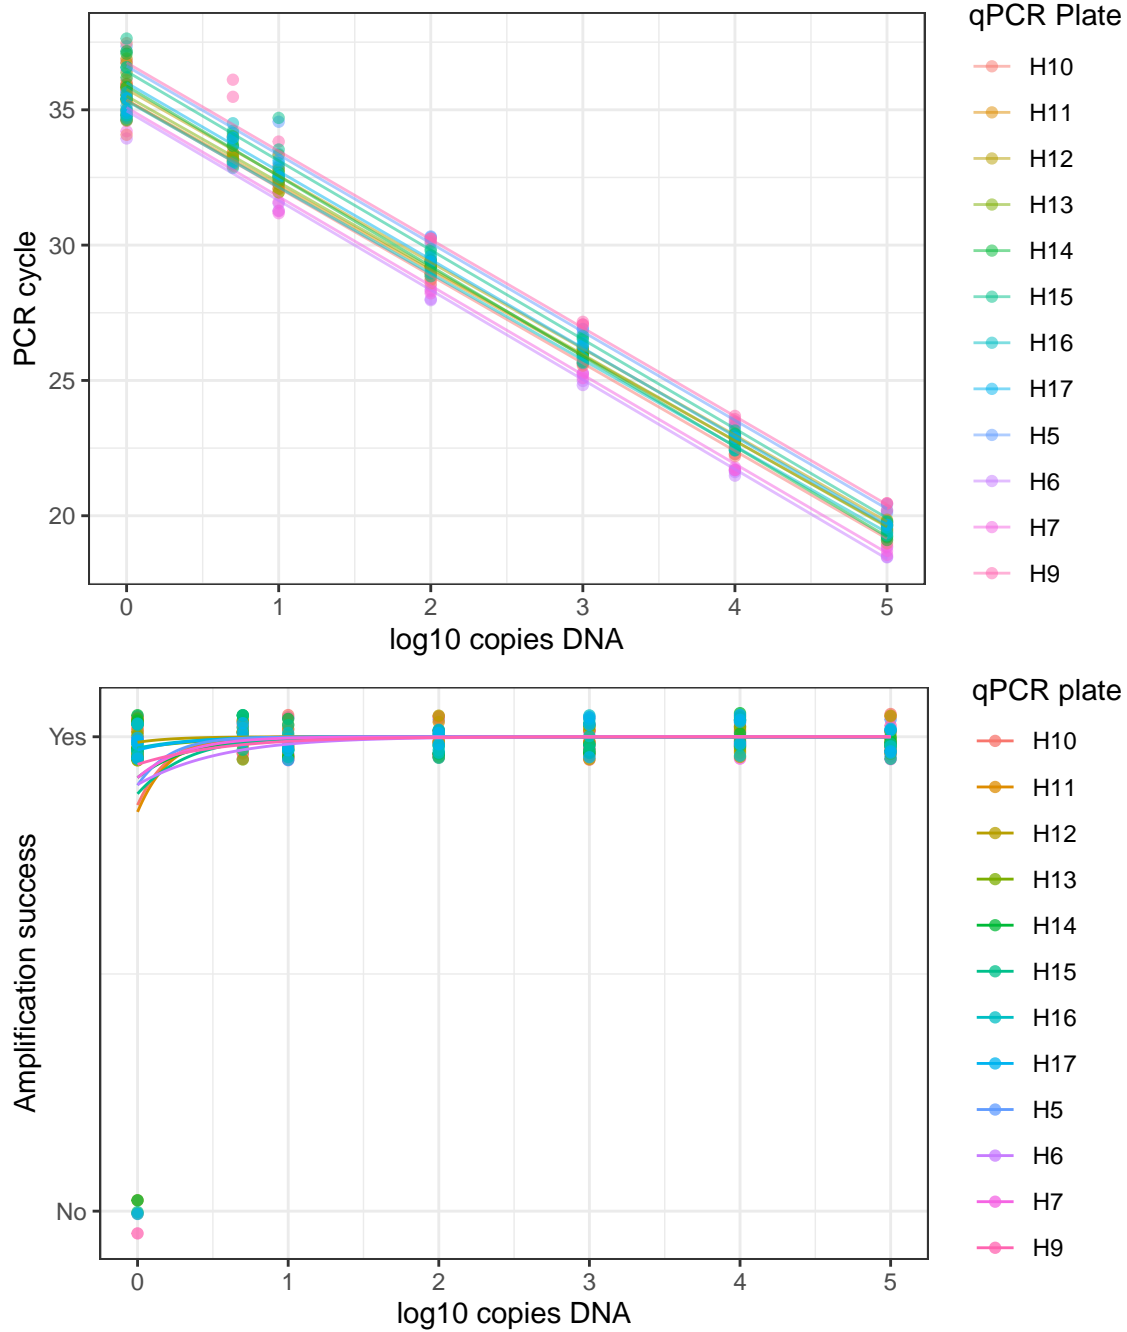 qPCR Plate
H10
H11
H12
H13
H14
H15
H16
H17
H5
H6
H7
H9
PCR cycle
35
30
25
20
0 1 2 3 4 5
log10 copies DNA
qPCR plate
H10
H11
H12
H13
H14
H15
H16
H17
H5
H6
H7
H9
Amplification success
Yes
No
0 1 2 3 4 5
log10 copies DNA